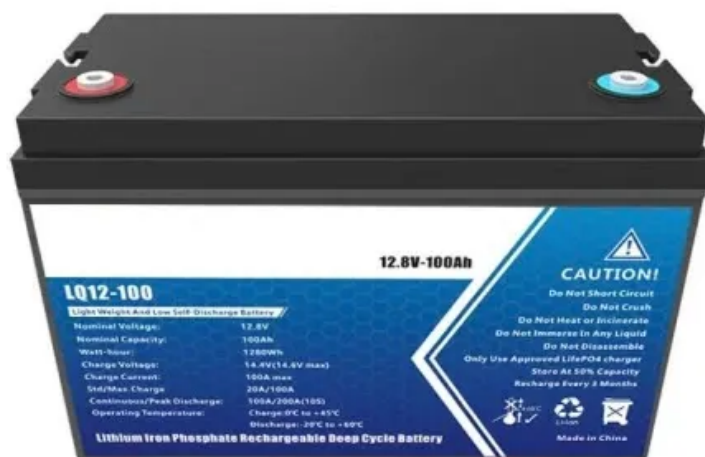 12.8V-100Ah
LQ12-100
Light Weight And Low Self-Discharge Battery
Nominal Voltage: 12.8V
Nominal Capacity: 100Ah
Watt-hour: 1280Wh
Charge Voltage: 14.4V(14.6V max)
Charge Current: 100A max
Std/Max.Charge 20A/100A
Continuous/Peak Discharge: 100A/200A(10S)
Operating Temperature: Charge:0℃ to +45℃
Discharge:-20℃ to +60℃
Lithium Iron Phosphate Rechargeable Deep Cycle Battery
CAUTION!
Do Not Short Circuit
Do Not Crush
Do Not Heat or Incinerate
Do Not Immerse In Any Liquid
Do Not Disassemble
Only Use Approved LifePO4 charger
Store At 50% Capacity
Recharge Every 3 Months
Li-ion
Made in China